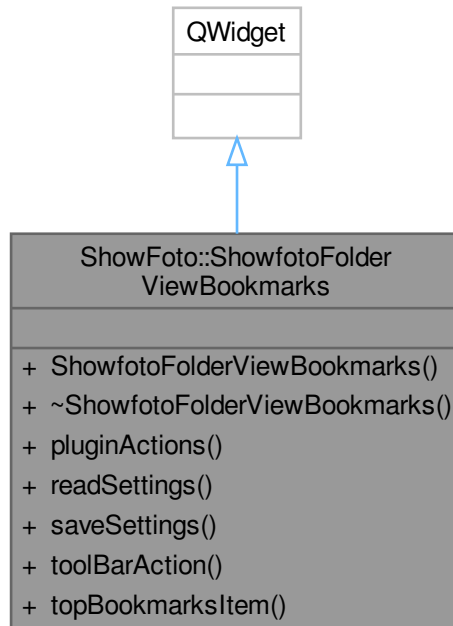 QWidget
ShowFoto::ShowfotoFolder
ViewBookmarks
+ ShowfotoFolderViewBookmarks()
+ ~ShowfotoFolderViewBookmarks()
+ pluginActions()
+ readSettings()
+ saveSettings()
+ toolBarAction()
+ topBookmarksItem()